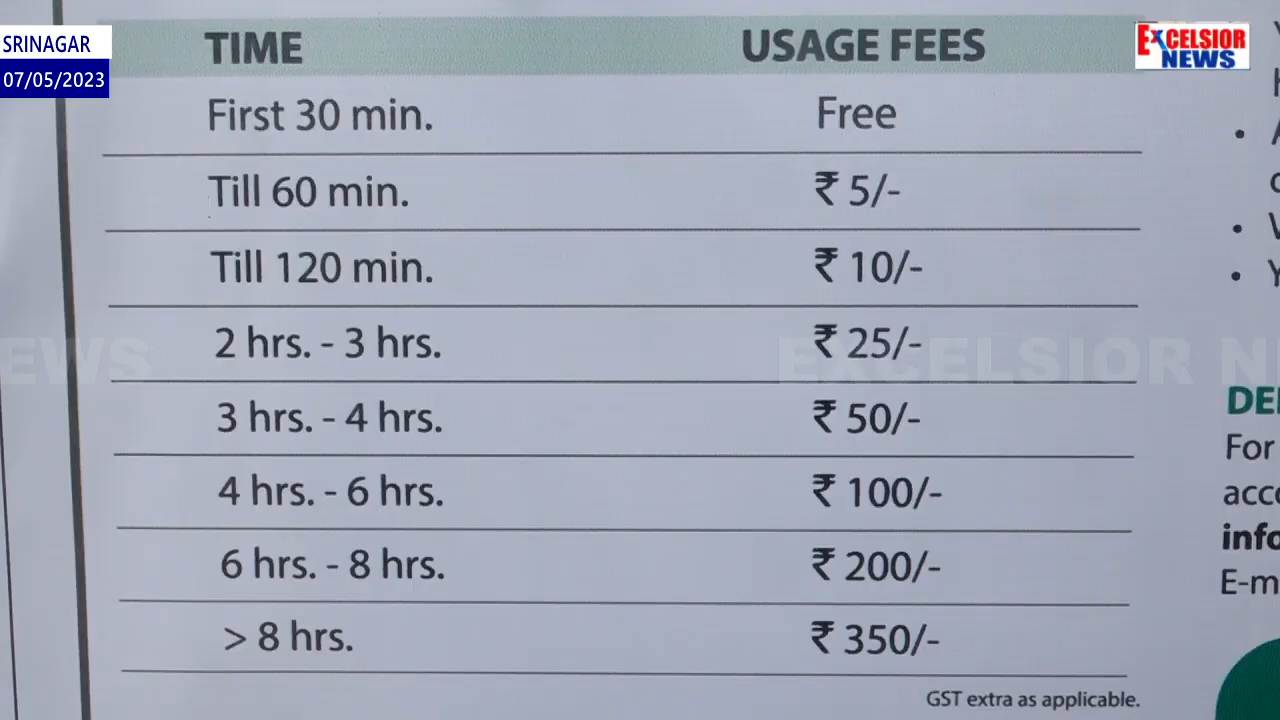 SRINAGAR
07/05/2023
EXCELSIOR
NEWS
TIME USAGE FEES
First 30 min. Free
Till 60 min. ₹ 5/-
Till 120 min. ₹ 10/-
2 hrs. - 3 hrs. ₹ 25/-
3 hrs. - 4 hrs. ₹ 50/-
4 hrs. - 6 hrs. ₹ 100/-
6 hrs. - 8 hrs. ₹ 200/-
> 8 hrs. ₹ 350/-
GST extra as applicable.
EWS EXCELSIOR N
For